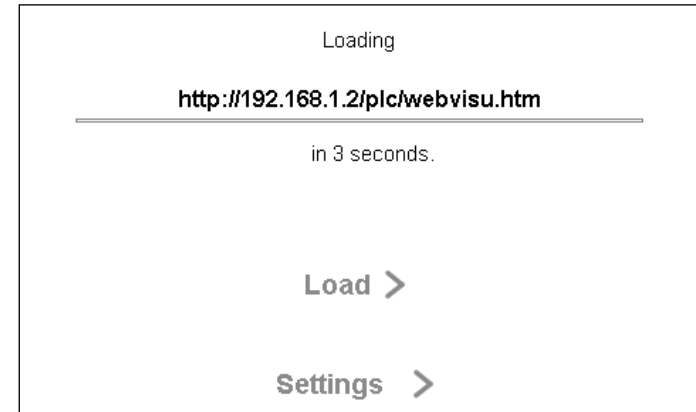 Loading
http://192.168.1.2/plc/webvisu.htm
in 3 seconds.
Load >
Settings >